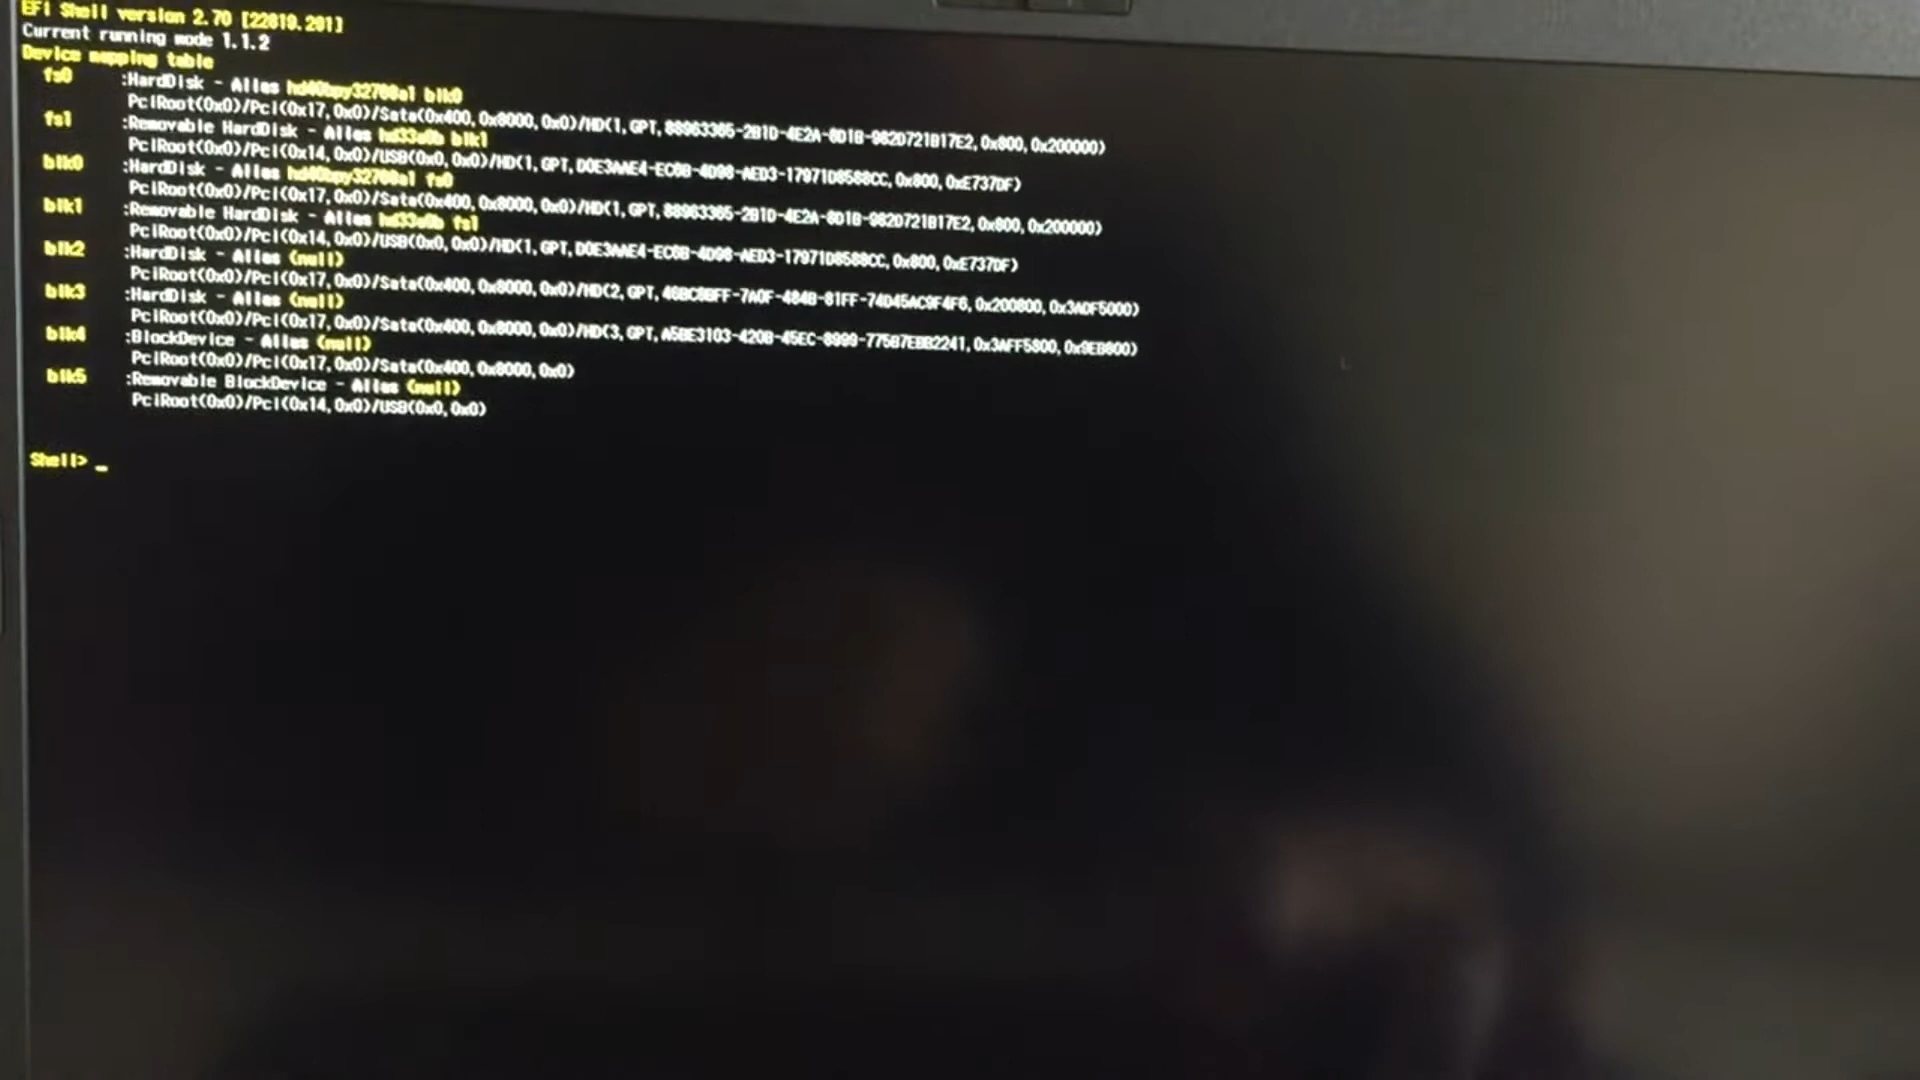 EFI Shell version 2.70 [22819.201]
Current running mode 1.1.2
Device mapping table
fs0 :HardDisk - Alias blk0
PciRoot(0x0)/Pci(0x17,0x0)/Sata(0x400,0x8000,0x0)/HD(1,GPT,88963365-2B1D-4E2A-8D1B-982D721B17E2,0x800,0x200000)
fs1 :Removable HardDisk - Alias hd33a0b blk1
PciRoot(0x0)/Pci(0x14,0x0)/USB(0x0,0x0)/HD(1,GPT,D0E3AAE4-EC6B-4D98-AED3-17971D8588CC,0x800,0xE737DF)
blk0 :HardDisk - Alias fs0
PciRoot(0x0)/Pci(0x17,0x0)/Sata(0x400,0x8000,0x0)/HD(1,GPT,88963365-2B1D-4E2A-8D1B-982D721B17E2,0x800,0x200000)
blk1 :Removable HardDisk - Alias hd33a0b fs1
PciRoot(0x0)/Pci(0x14,0x0)/USB(0x0,0x0)/HD(1,GPT,D0E3AAE4-EC6B-4D98-AED3-17971D8588CC,0x800,0xE737DF)
blk2 :HardDisk - Alias (null)
PciRoot(0x0)/Pci(0x17,0x0)/Sata(0x400,0x8000,0x0)/HD(2,GPT,46BC8BFF-7A0F-484B-81FF-74D45AC9F4F6,0x200800,0x3ADF5000)
blk3 :HardDisk - Alias (null)
PciRoot(0x0)/Pci(0x17,0x0)/Sata(0x400,0x8000,0x0)/HD(3,GPT,A5BE3103-420B-45EC-8999-775B7EBB2241,0x3AFF5800,0x9EB800)
blk4 :BlockDevice - Alias (null)
PciRoot(0x0)/Pci(0x17,0x0)/Sata(0x400,0x8000,0x0)
blk5 :Removable BlockDevice - Alias (null)
PciRoot(0x0)/Pci(0x14,0x0)/USB(0x0,0x0)
Shell> _